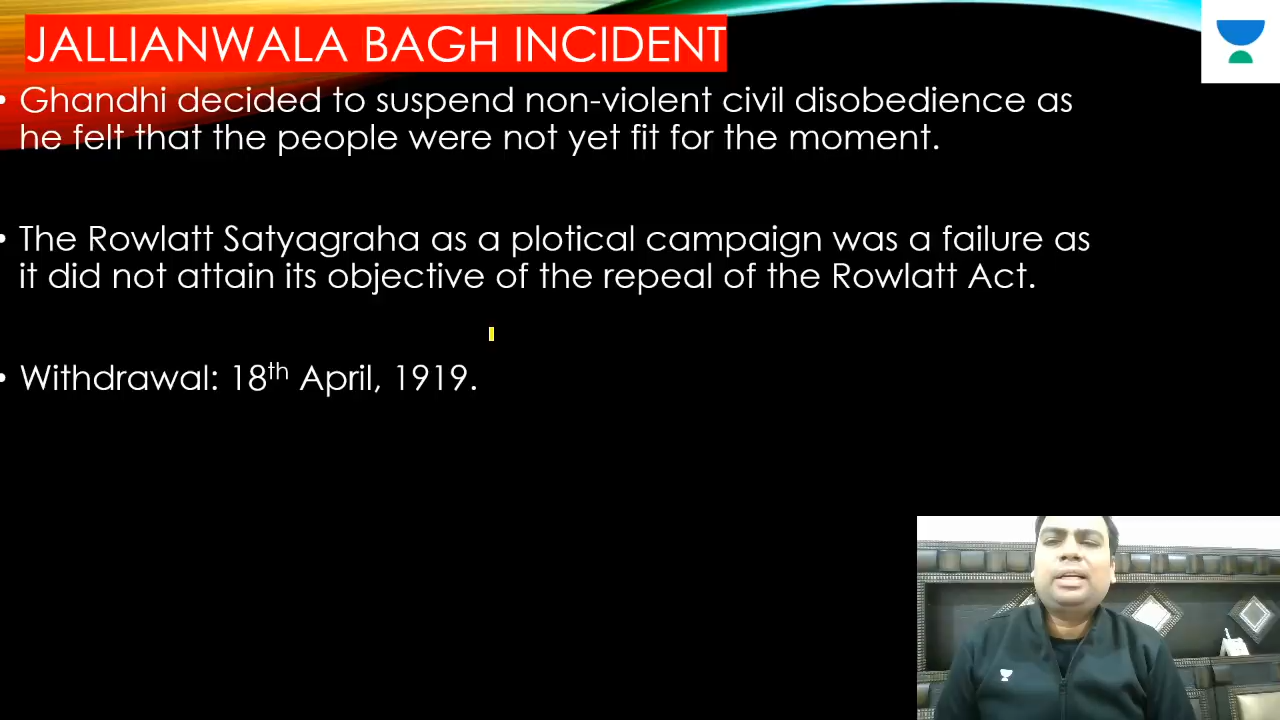 JALLIANWALA BAGH INCIDENT
• Ghandhi decided to suspend non-violent civil disobedience as
he felt that the people were not yet fit for the moment.
• The Rowlatt Satyagraha as a plotical campaign was a failure as
it did not attain its objective of the repeal of the Rowlatt Act.
• Withdrawal: 18th April, 1919.